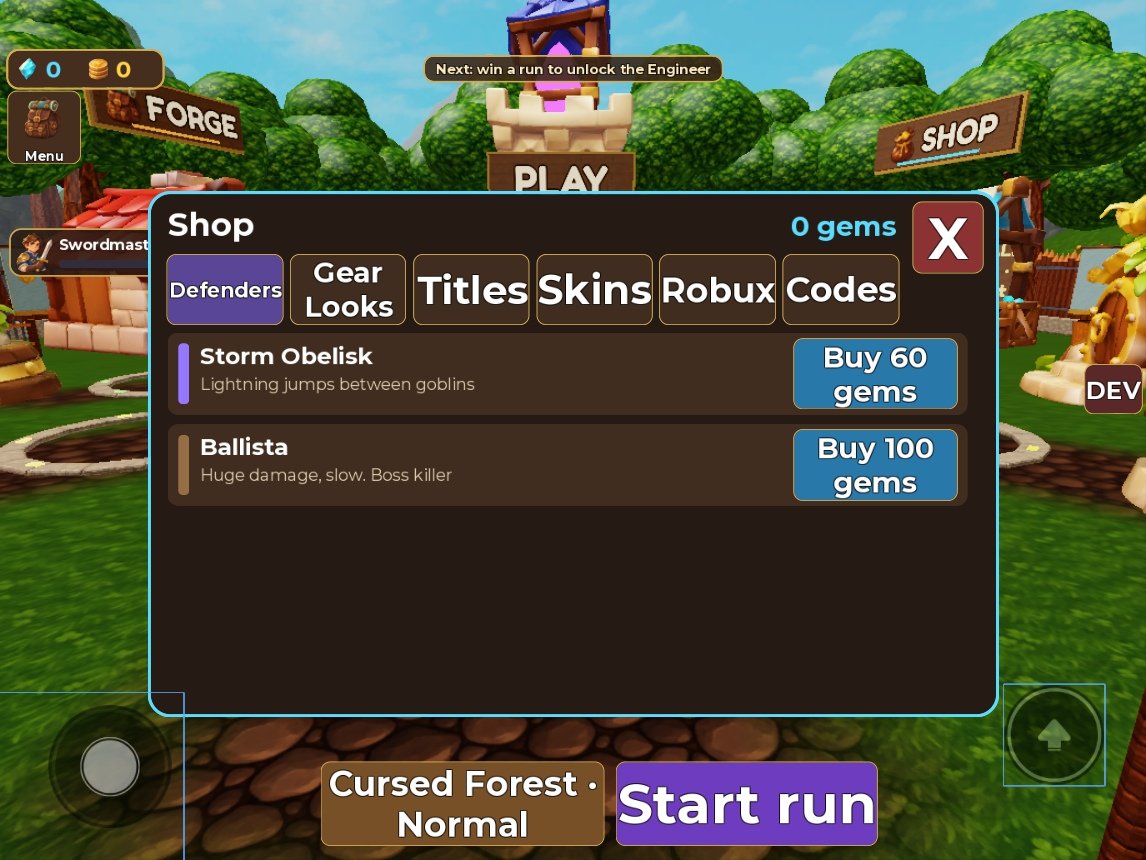 0 0
Next: win a run to unlock the Engineer
FORGE
SHOP
Menu
PLAY
Swordmast
Shop
0 gems
X
Defenders
Gear
Looks
Titles
Skins
Robux
Codes
Storm Obelisk
Lightning jumps between goblins
Buy 60
gems
DEV
Ballista
Huge damage, slow. Boss killer
Buy 100
gems
Cursed Forest ·
Normal
Start run